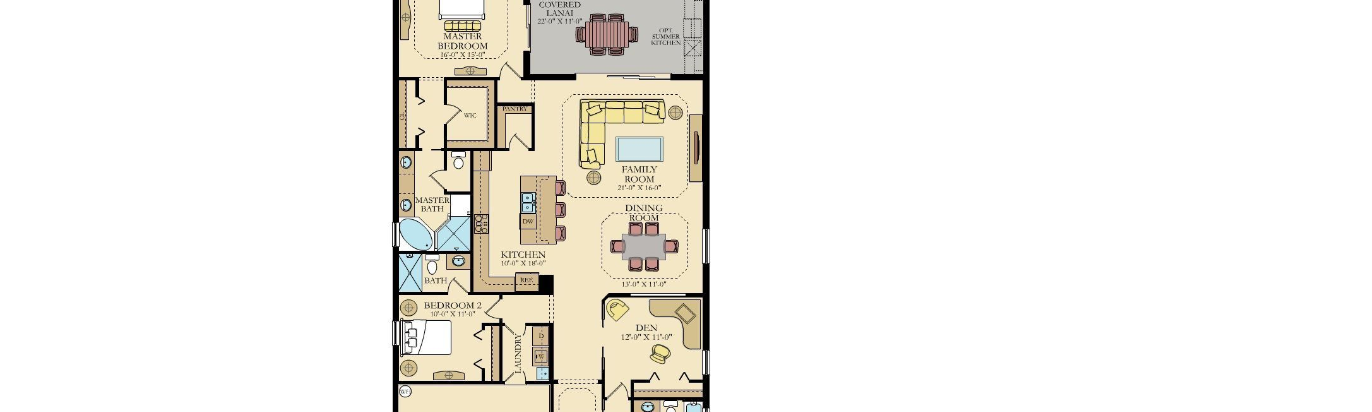 COVERED
LANAI
22'-0" X 11'-0"
OPT.
SUMMER
KITCHEN
MASTER
BEDROOM
16'-0" X 15'-0"
WIC
PANTRY
FAMILY
ROOM
21'-0" X 16-0"
MASTER
BATH
DINING
ROOM
DW
KITCHEN
10'-0" X 18'-0"
13'-0" X 11'-0"
BATH
REF.
BEDROOM 2
10'-0" X 11'-0"
DEN
12'-0" X 11'-0"
LAUNDRY
D
W